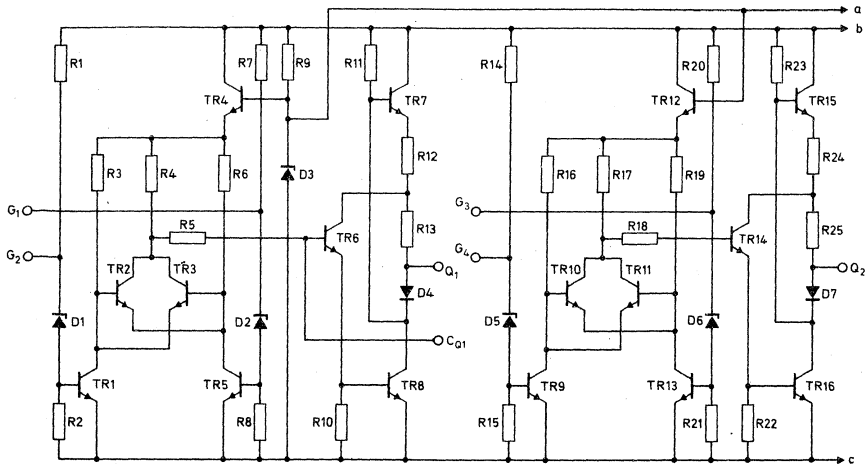 a
b
R1
R7
R9
R11
R14
R20
R23
TR4
TR7
TR12
TR15
R3
R4
R6
D3
R12
R16
R17
R19
R24
G1
R5
TR6
R13
G3
R18
TR14
R25
G2
TR2
TR3
Q1
G4
TR10
TR11
Q2
D1
D2
D4
D5
D6
D7
CQ1
TR1
TR5
TR8
TR9
TR13
TR16
R2
R8
R10
R15
R21
R22
c